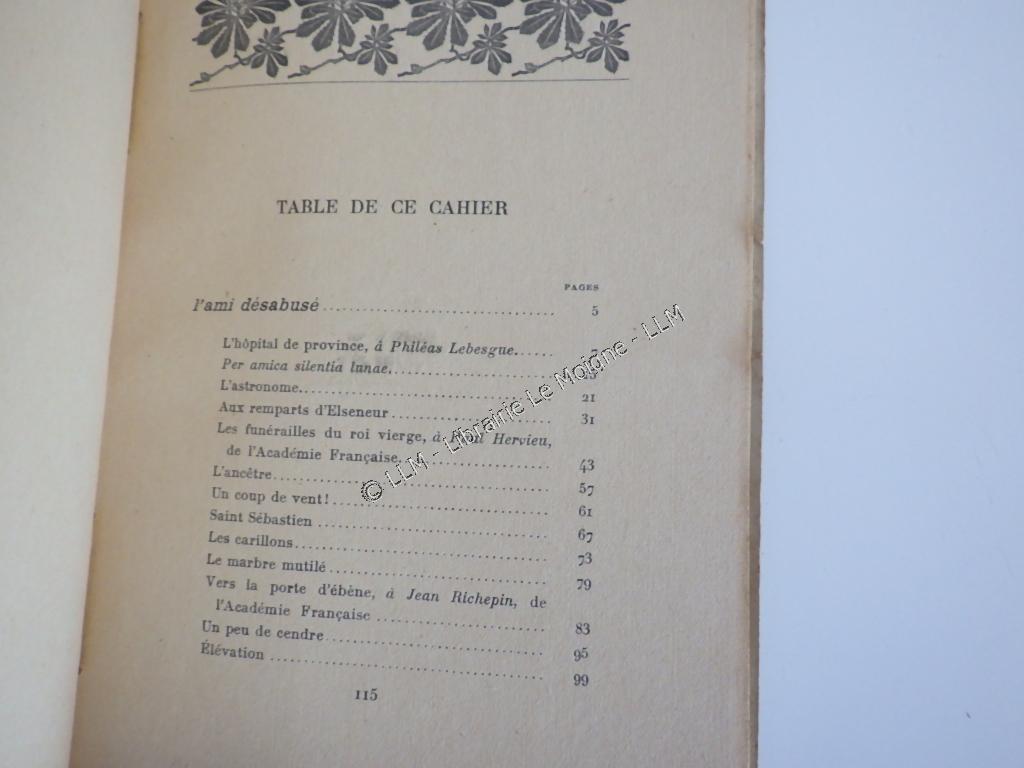 TABLE DE CE CAHIER
PAGES
l'ami désabusé 5
L'hôpital de province, à Philéas Lebesgue 7
Per amica silentia lunae
L'astronome 21
Aux remparts d'Elseneur 31
Les funérailles du roi vierge, à Paul Hervieu,
de l'Académie Française 43
L'ancêtre 57
Un coup de vent! 61
Saint Sébastien 67
Les carillons 73
Le marbre mutilé 79
Vers la porte d'ébène, à Jean Richepin, de
l'Académie Française 83
Un peu de cendre 95
Élévation 99
115
© LLM - Librairie Le Moigne - LLM